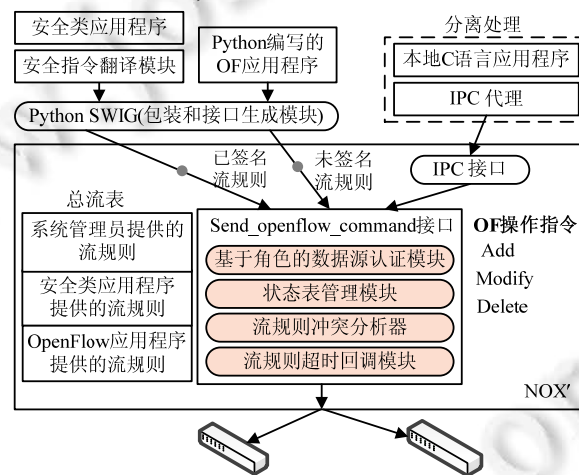 安全类应用程序
安全指令翻译模块
Python编写的
OF应用程序
分离处理
本地C语言应用程序
IPC 代理
Python SWIG(包装和接口生成模块)
已签名
流规则
未签名
流规则
IPC 接口
总流表
系统管理员提供的
流规则
安全类应用程序
提供的流规则
OpenFlow应用程序
提供的流规则
Send_openflow_command接口
基于角色的数据源认证模块
状态表管理模块
流规则冲突分析器
流规则超时回调模块
OF操作指令
Add
Modify
Delete
NOX′